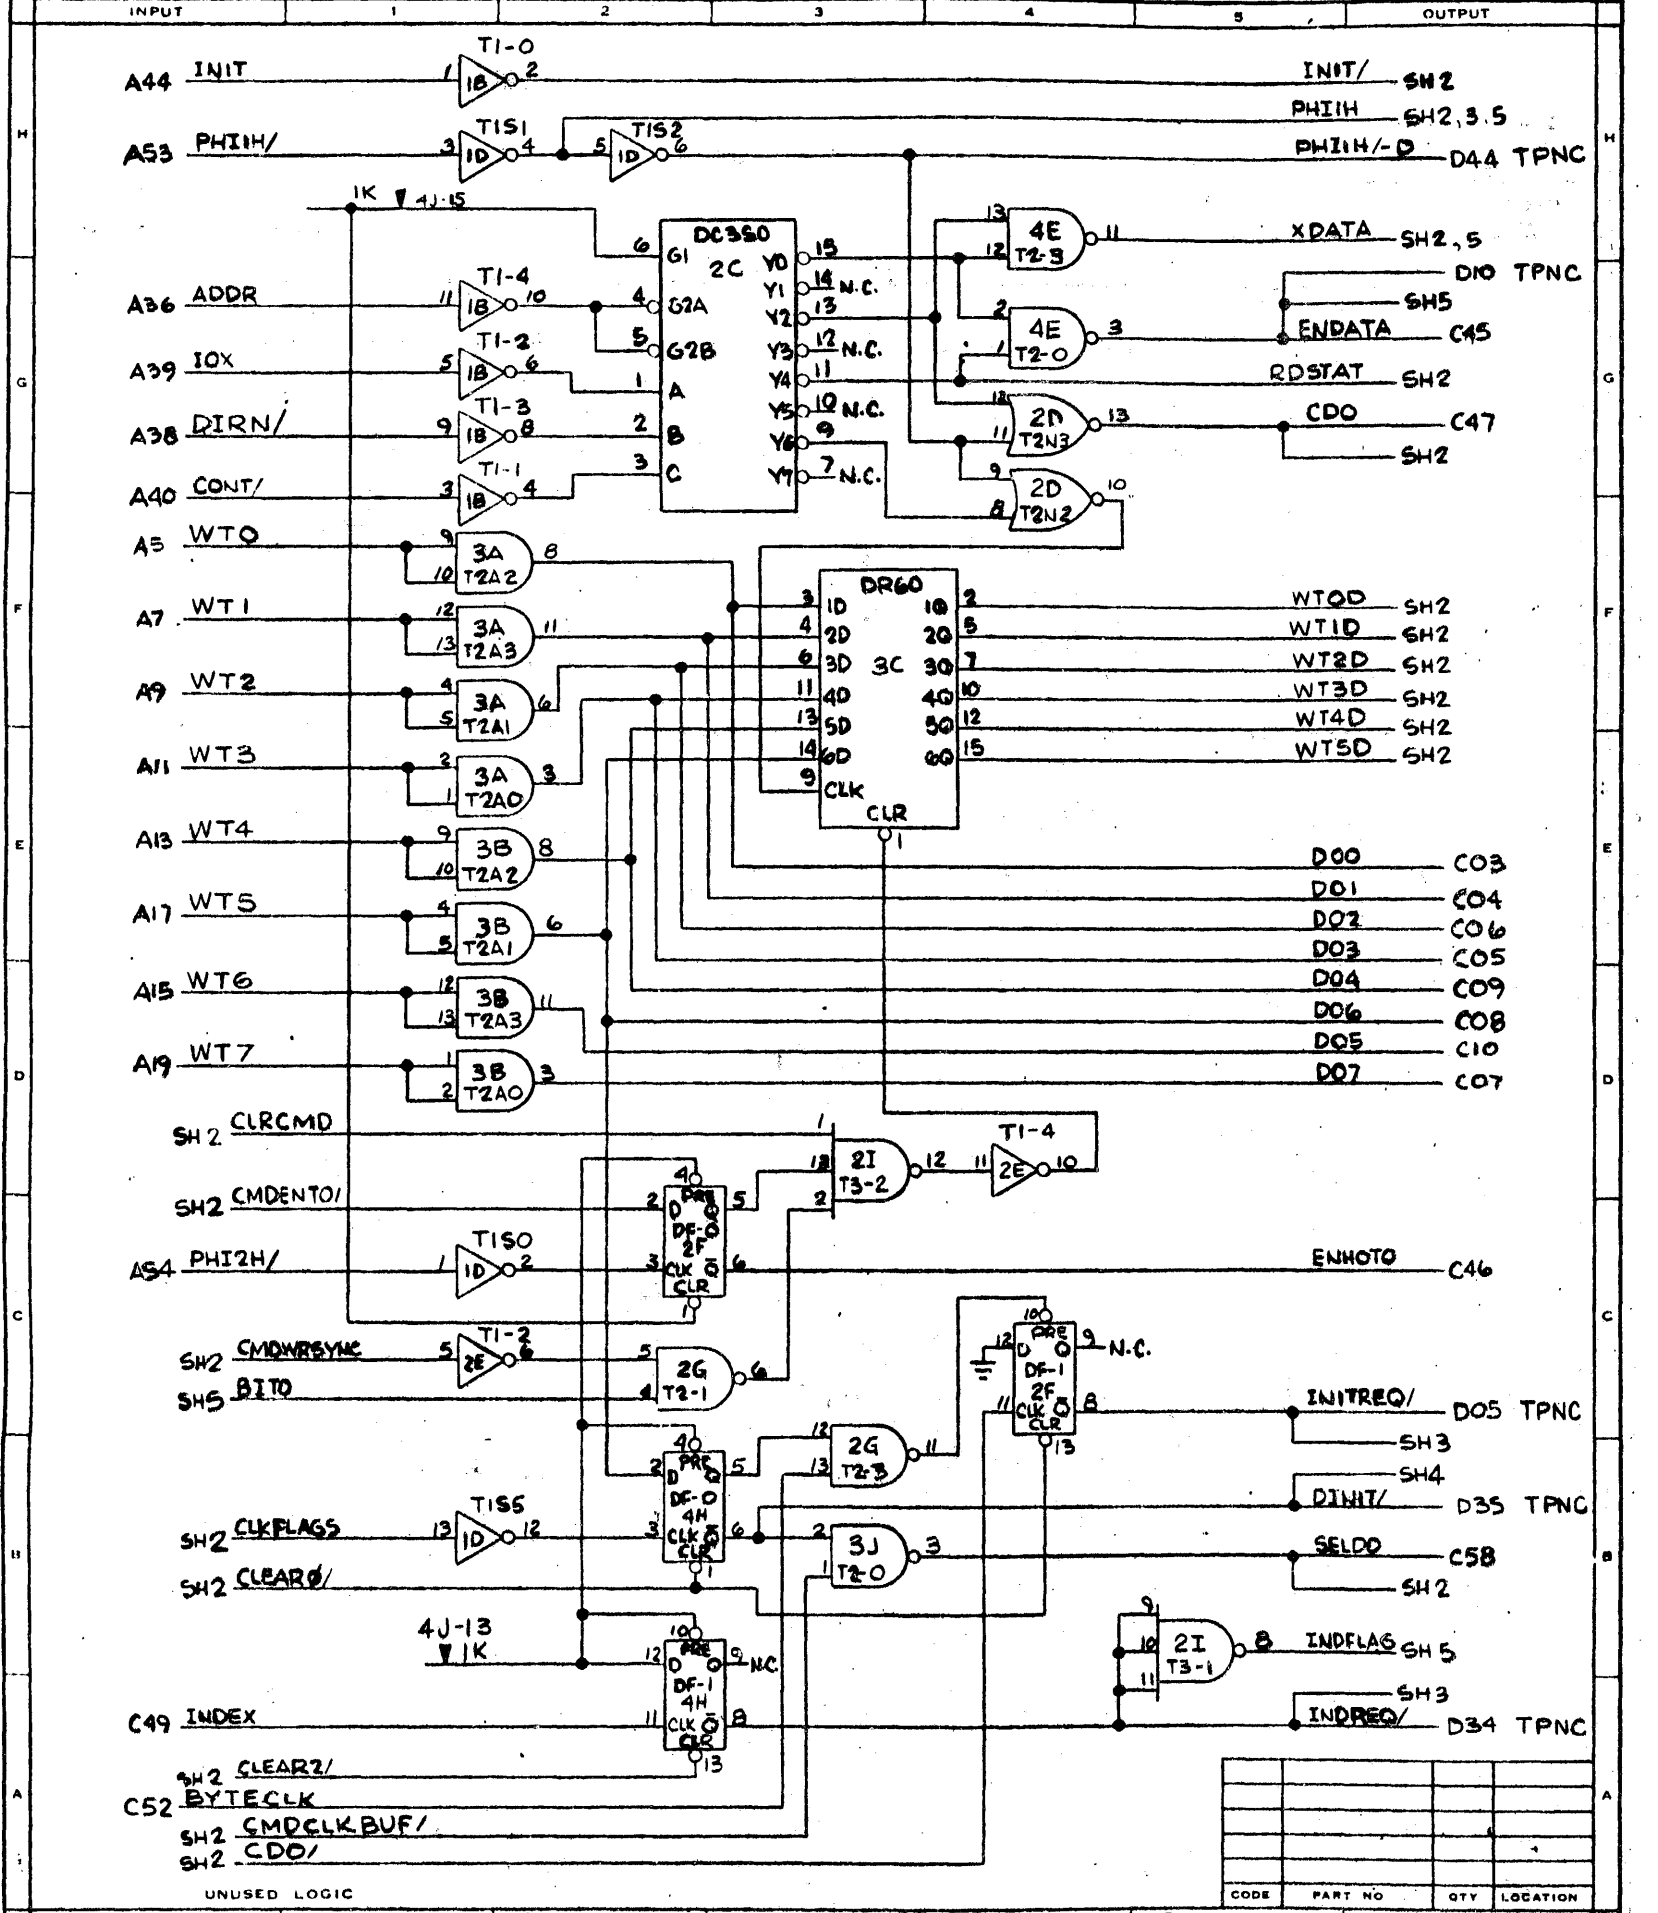 INPUT 1 2 3 4 5 OUTPUT
T1-0
A44 INIT 1 1B 2 INIT/ SH2
PHI1H SH2,3.5
H H
T1S1 T1S2
A53 PHI1H/ 3 1D 4 5 1D 6 PHI1H/-D D44 TPNC
1K 4J-15
DC3S0
2C
6 G1 Y0 15
13 12 4E T2-3 11 XDATA SH2,5
D10 TPNC
SH5
T1-4
A36 ADDR 11 1B 10 4 G2A
Y1 14 N.C.
Y2 13
2 1 4E T2-0 3 ENDATA C45
5 G2B Y3 12 N.C.
T1-2
A39 IOX 5 1B 6 1 A
Y4 11 RDSTAT SH2
G G
Y5 10 N.C.
T1-3
A38 DIRN/ 9 1B 8 2 B
Y6 9
12 11 2D T2N3 13 CDO C47
SH2
T1-1
A40 CONT/ 3 1B 4 3 C
Y7 7 N.C.
9 8 2D T2N2 10
A5 WT0 9 10 3A T2A2 8
DR60
3C
F F
3 1D 1Q 2 WT0D SH2
A7 WT1 12 13 3A T2A3 11
4 2D 2Q 5 WT1D SH2
6 3D 3Q 7 WT2D SH2
A9 WT2 4 5 3A T2A1 6
11 4D 4Q 10 WT3D SH2
13 5D 5Q 12 WT4D SH2
14 6D 6Q 15 WT5D SH2
A11 WT3 2 1 3A T2A0 3
9 CLK
CLR
1
A13 WT4 9 10 3B T2A2 8
E E
D00 C03
D01 C04
A17 WT5 4 5 3B T2A1 6
D02 C06
D03 C05
A15 WT6 12 13 3B T2A3 11
D04 C09
D06 C08
D05 C10
A19 WT7 1 2 3B T2A0 3
D07 C07
D D
SH2 CLRCMD 1
13 2 2I T3-2 12
T1-4
11 2E 10
SH2 CMDENTO/ 2 D 4 PRE Q 5
DF-0
2F
T1S0
A54 PHI2H/ 1 1D 2 3 CLK Q 6 ENHOTO C46
CLR
1
C C
T1-2
SH2 CMDWRSYNC 5 2E 6 5
SH5 BITO 4
2G T2-1 6
10 PRE
12 D Q 9 N.C.
DF-1
2F
11 CLK Q 8 INITREQ/ D05 TPNC
CLR
13
SH3
12 13 2G T2-3 11
4 PRE
2 D Q 5
DF-0
4H
SH4
DINIT/ D35 TPNC
T1S5
SH2 CLKFLAGS 13 1D 12 3 CLK Q 6
CLR
1
2 1 3J T2-0 3 SELDO C58
SH2
B B
SH2 CLEARØ/
4J-13
1K
10 PRE
12 D Q 9 N.C.
DF-1
4H
9 10 11 2I T3-1 8 INDFLAG SH5
SH3
C49 INDEX 11 CLK Q 8 INDREQ/ D34 TPNC
CLR
13
SH2 CLEAR2/
C52 BYTECLK
A A
SH2 CMDCLKBUF/
SH2 CDO/
UNUSED LOGIC
CODE PART NO QTY LOCATION